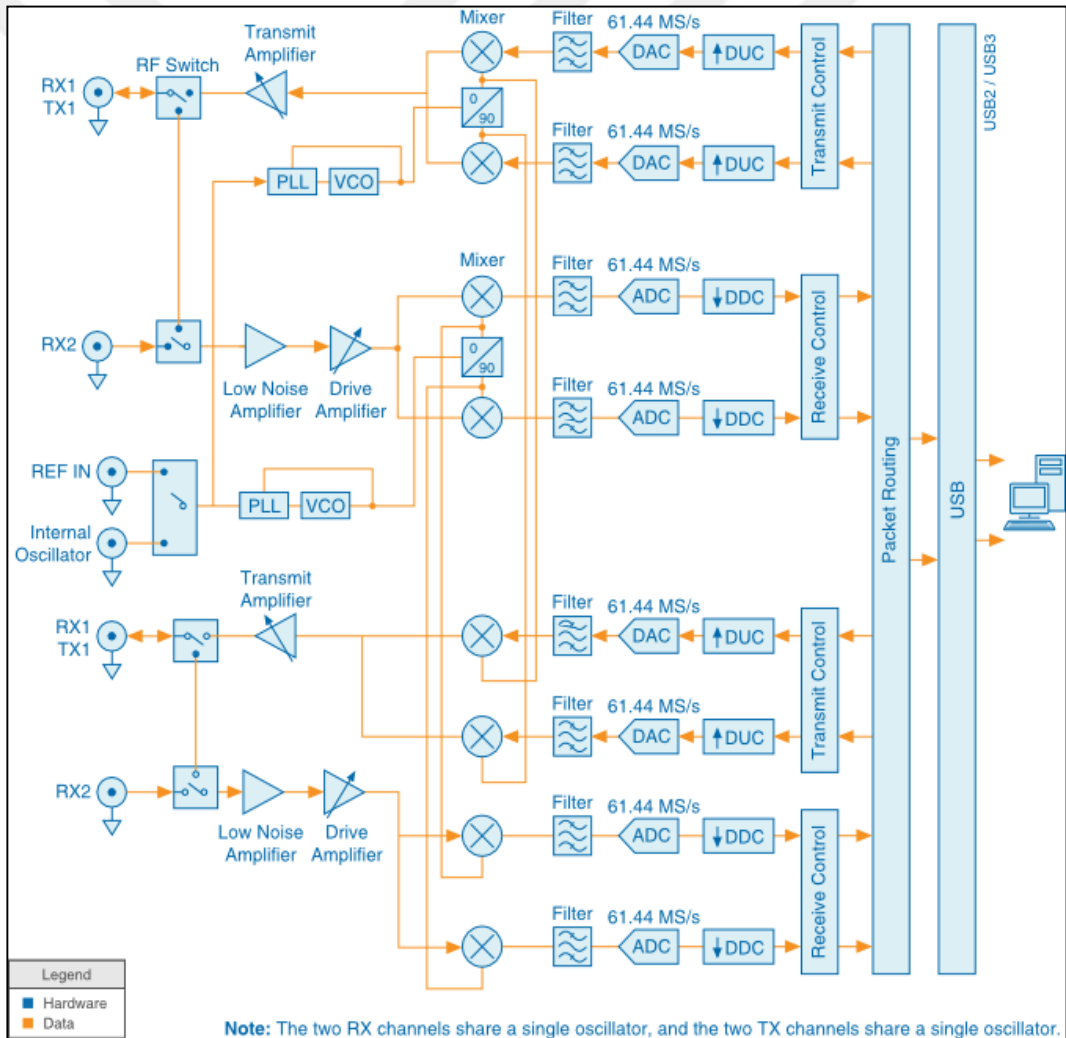 Mixer
Filter
61.44 MS/s
DAC
DUC
Transmit
Amplifier
RF Switch
RX1
TX1
0
90
Filter
61.44 MS/s
DAC
DUC
Transmit Control
USB2 / USB3
PLL
VCO
Mixer
Filter
61.44 MS/s
ADC
DDC
RX2
0
90
Low Noise
Amplifier
Drive
Amplifier
Filter
61.44 MS/s
ADC
DDC
Receive Control
REF IN
PLL
VCO
Internal
Oscillator
Packet Routing
USB
Transmit
Amplifier
RX1
TX1
Filter
61.44 MS/s
DAC
DUC
Filter
61.44 MS/s
DAC
DUC
Transmit Control
RX2
Low Noise
Amplifier
Drive
Amplifier
Filter
61.44 MS/s
ADC
DDC
Filter
61.44 MS/s
ADC
DDC
Receive Control
Legend
Hardware
Data
Note: The two RX channels share a single oscillator, and the two TX channels share a single oscillator.